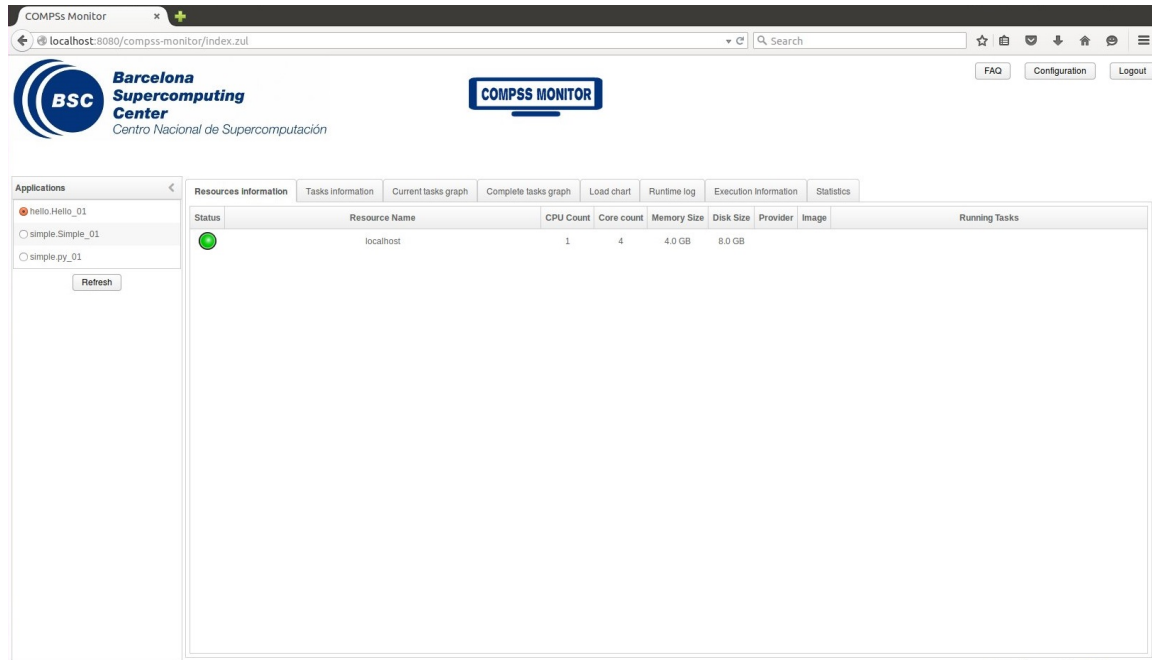 COMPSs Monitor
localhost:8080/compss-monitor/index.zul
Search
BSC
Barcelona
Supercomputing
Center
Centro Nacional de Supercomputación
COMPSS MONITOR
FAQ Configuration Logout
Applications
hello.Hello_01
simple.Simple_01
simple.py_01
Refresh
Resources information Tasks information Current tasks graph Complete tasks graph Load chart Runtime log Execution Information Statistics
Status Resource Name CPU Count Core count Memory Size Disk Size Provider Image Running Tasks
localhost 1 4 4.0 GB 8.0 GB